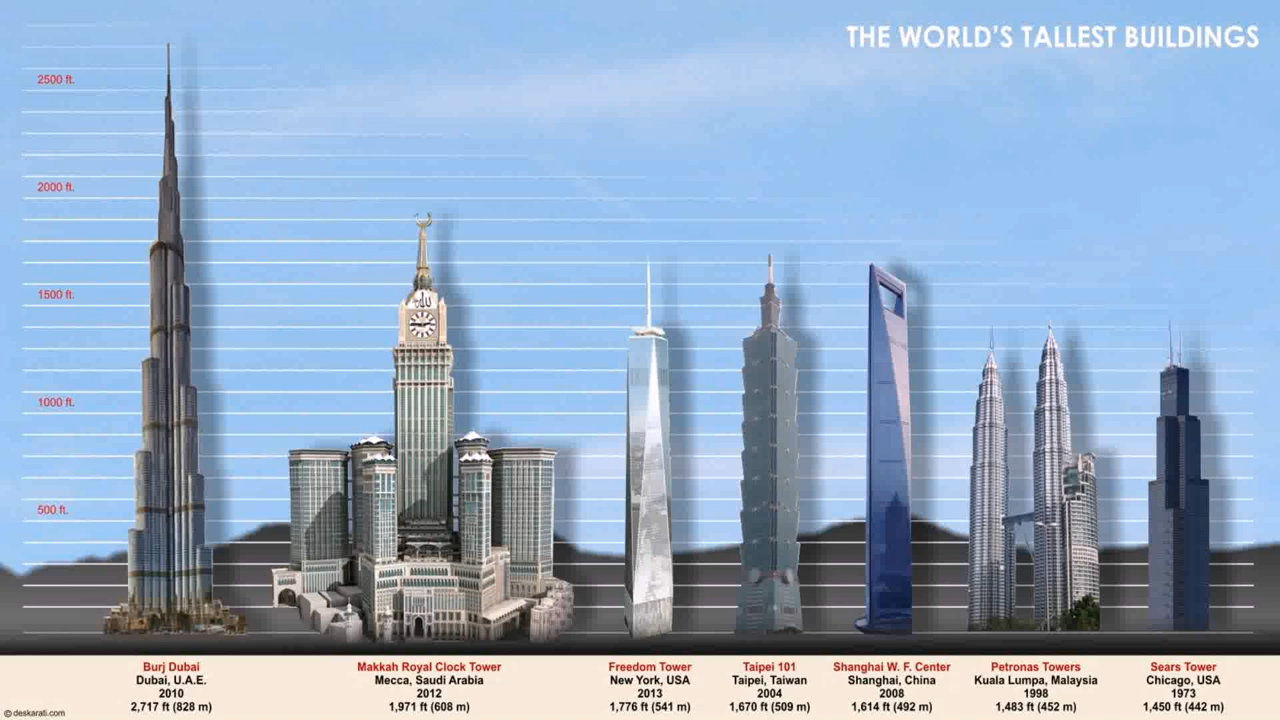 THE WORLD'S TALLEST BUILDINGS
2500 ft.
2000 ft.
1500 ft.
1000 ft.
500 ft.
Burj Dubai
Dubai, U.A.E.
2010
2,717 ft (828 m)
Makkah Royal Clock Tower
Mecca, Saudi Arabia
2012
1,971 ft (608 m)
Freedom Tower
New York, USA
2013
1,776 ft (541 m)
Taipei 101
Taipei, Taiwan
2004
1,670 ft (509 m)
Shanghai W. F. Center
Shanghai, China
2008
1,614 ft (492 m)
Petronas Towers
Kuala Lumpa, Malaysia
1998
1,483 ft (452 m)
Sears Tower
Chicago, USA
1973
1,450 ft (442 m)
© deskarati.com